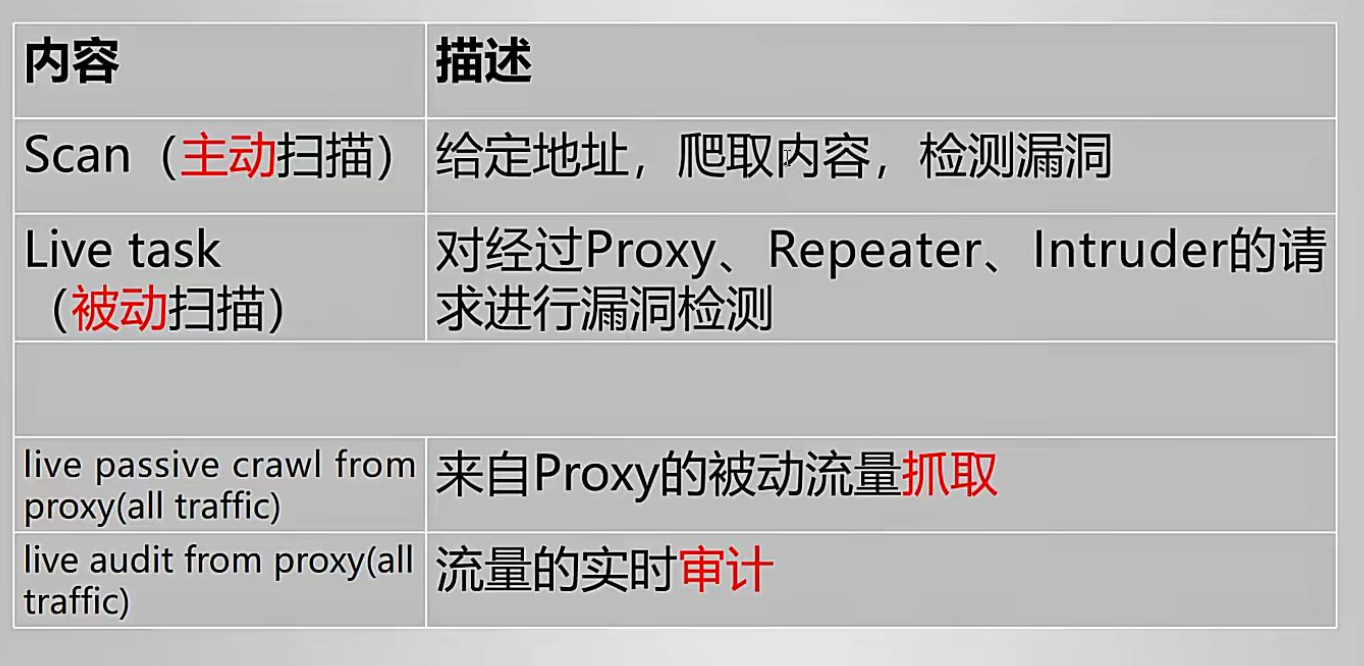 内容 描述
Scan（主动扫描） 给定地址，爬取内容，检测漏洞
Live task
（被动扫描）
对经过Proxy、Repeater、Intruder的请
求进行漏洞检测
live passive crawl from
proxy(all traffic)
来自Proxy的被动流量抓取
live audit from proxy(all
traffic)
流量的实时审计